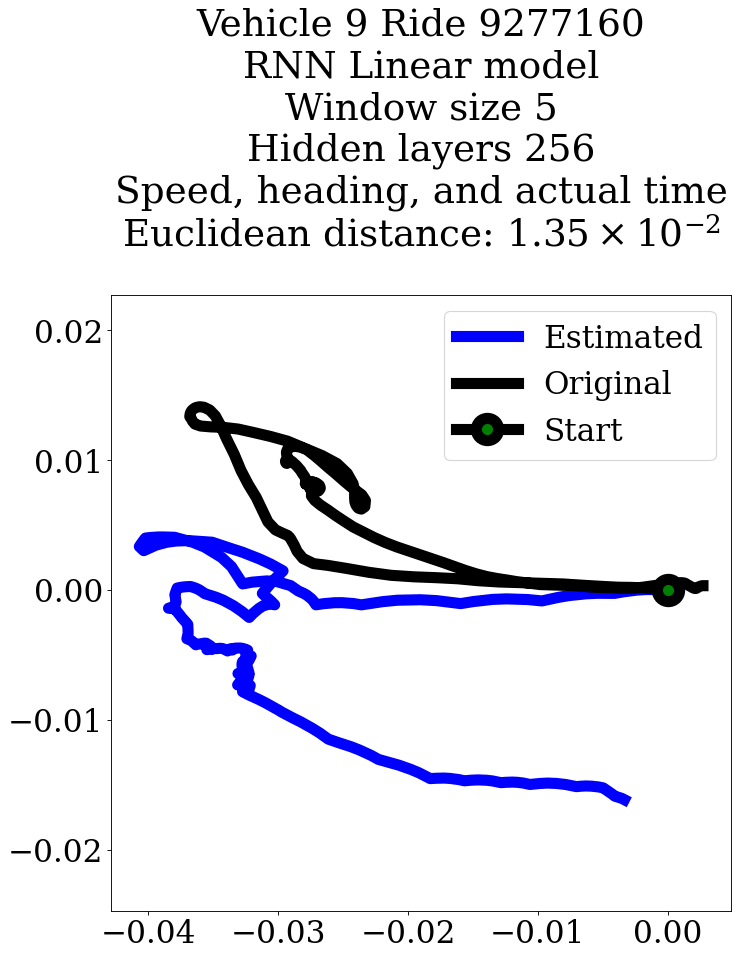 Vehicle 9 Ride 9277160
RNN Linear model
Window size 5
Hidden layers 256
Speed, heading, and actual time
Euclidean distance: 1.35 × 10⁻²
Estimated
Original
Start
0.02
0.01
0.00
−0.01
−0.02
−0.04 −0.03 −0.02 −0.01 0.00